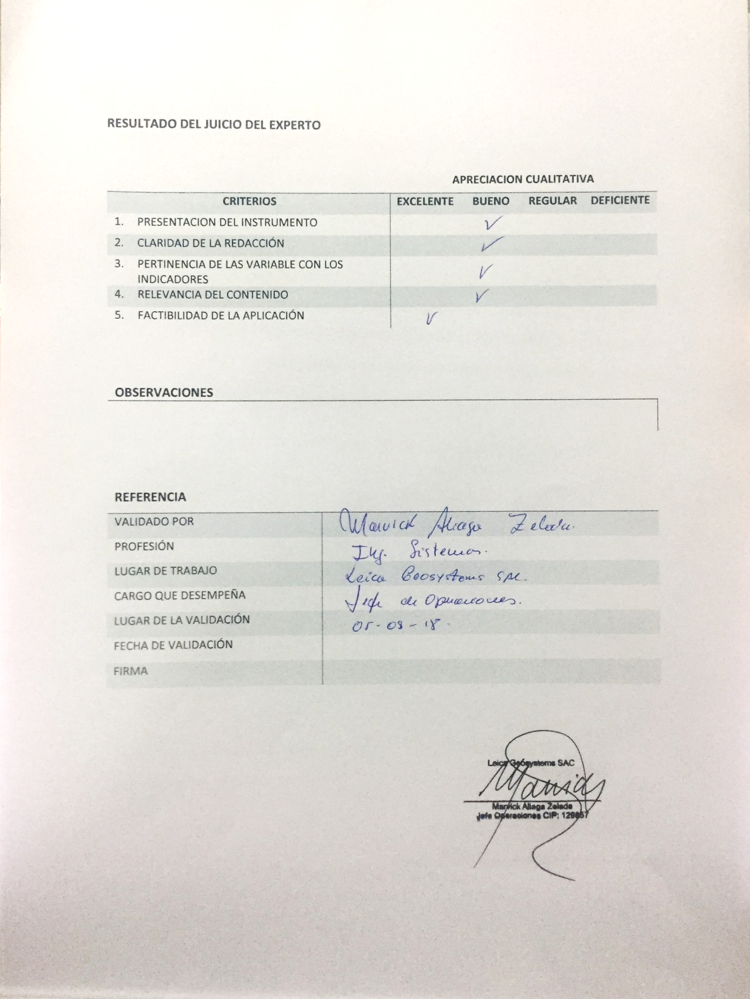 RESULTADO DEL JUICIO DEL EXPERTO
APRECIACION CUALITATIVA
CRITERIOS EXCELENTE BUENO REGULAR DEFICIENTE
1. PRESENTACION DEL INSTRUMENTO ✓
2. CLARIDAD DE LA REDACCIÓN ✓
3. PERTINENCIA DE LAS VARIABLE CON LOS
INDICADORES ✓
4. RELEVANCIA DEL CONTENIDO ✓
5. FACTIBILIDAD DE LA APLICACIÓN ✓
OBSERVACIONES
REFERENCIA
VALIDADO POR Marvick Aliaga Zelada.
PROFESIÓN Ing. Sistemas.
LUGAR DE TRABAJO Leica Geosystems SAC.
CARGO QUE DESEMPEÑA Jefe de Operaciones.
LUGAR DE LA VALIDACIÓN 05-09-18
FECHA DE VALIDACIÓN
FIRMA
Leica Geosystems SAC
Marvick
Marvick Aliaga Zelada
Jefe Operaciones CIP: 129857